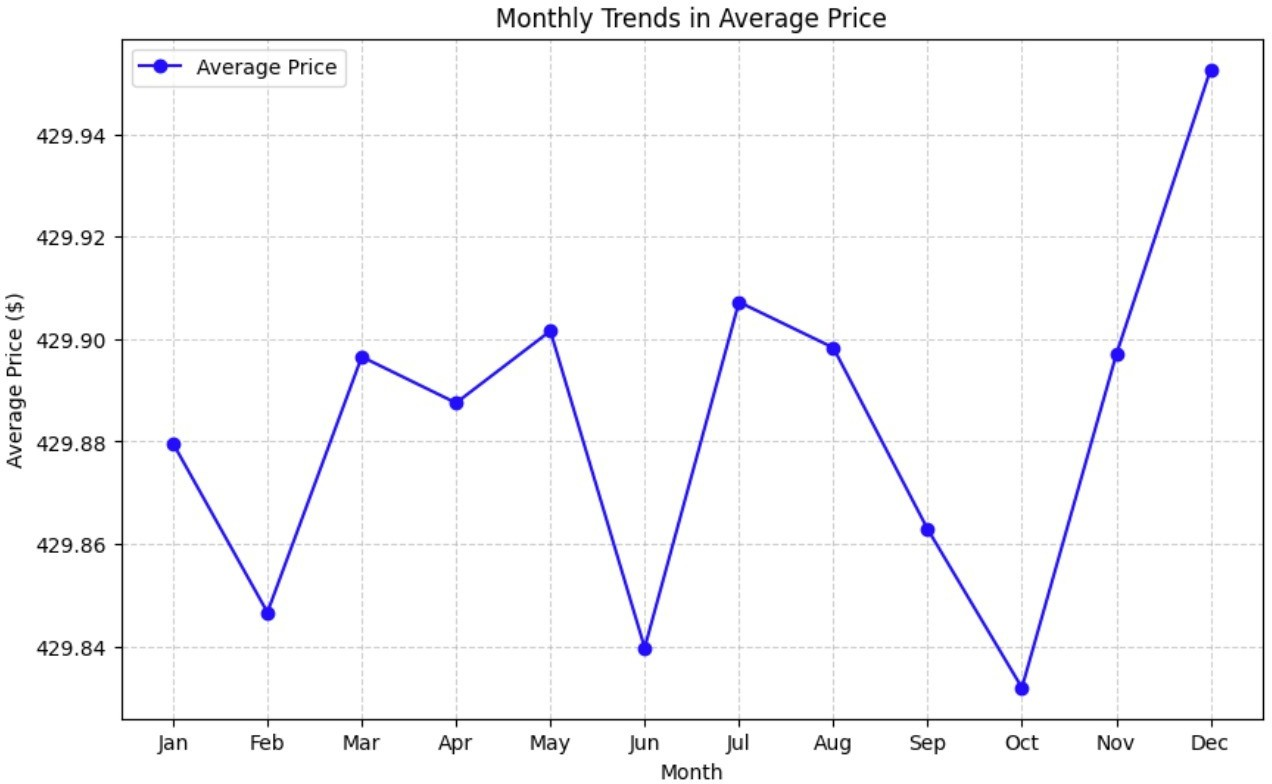 Monthly Trends in Average Price
Average Price
429.94
429.92
429.90
429.88
429.86
429.84
Average Price ($)
Jan Feb Mar Apr May Jun Jul Aug Sep Oct Nov Dec
Month